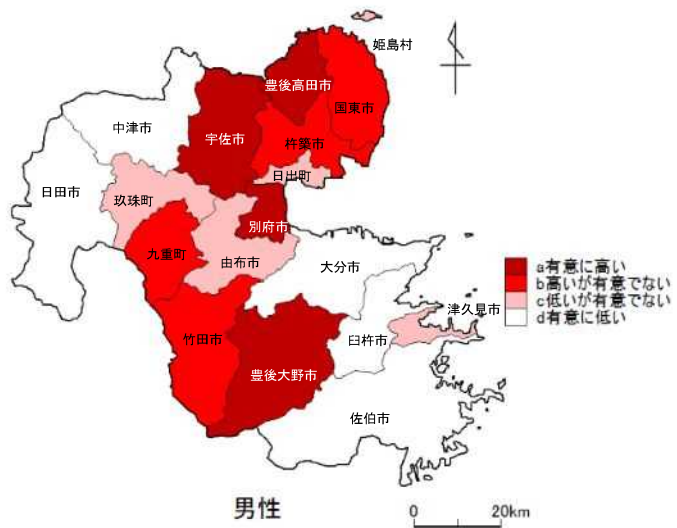 姫島村
豊後高田市
国東市
中津市
宇佐市
杵築市
日出町
日田市
玖珠町
別府市
九重町
由布市
大分市
a有意に高い
b高いが有意でない
c低いが有意でない
d有意に低い
津久見市
竹田市
臼杵市
豊後大野市
佐伯市
男性
0 20km